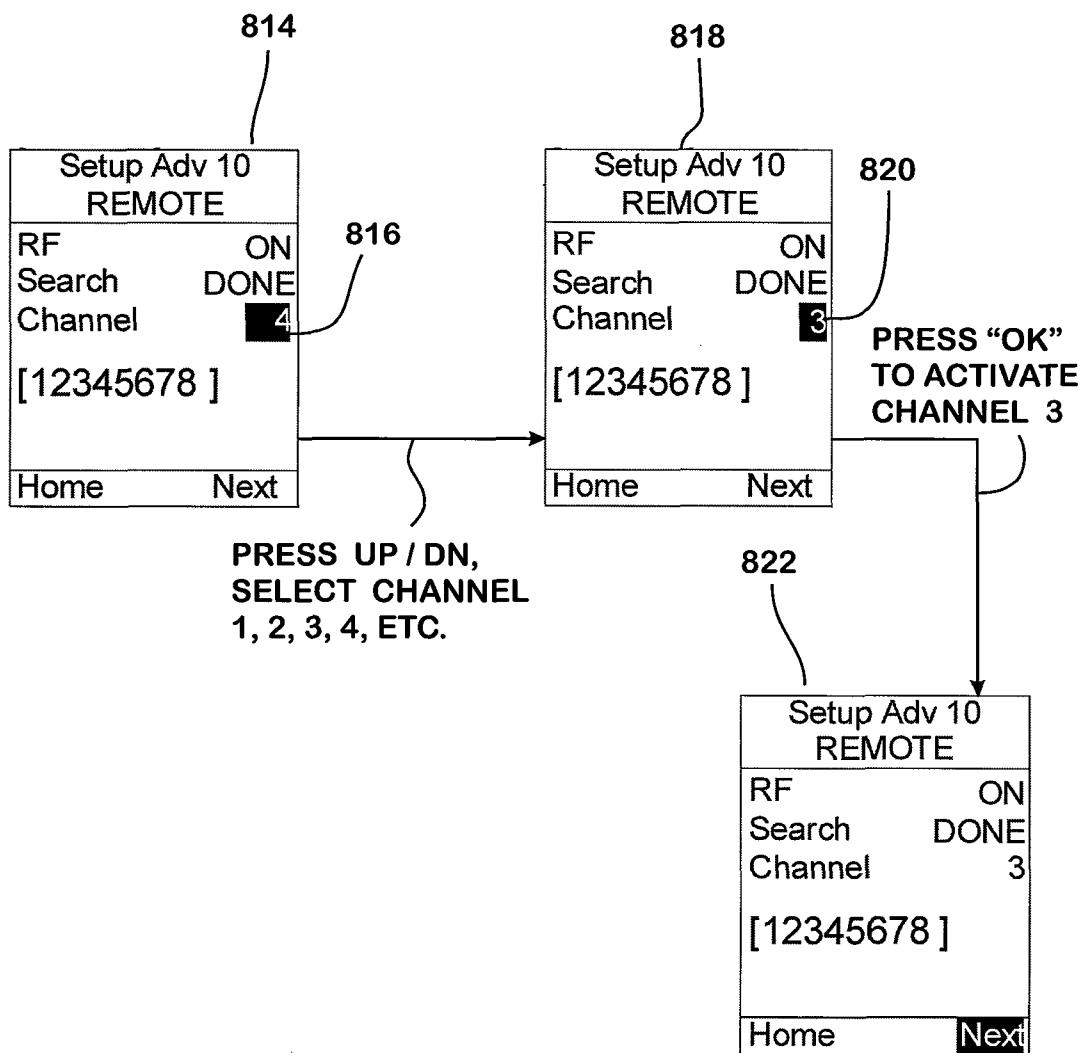 814
Setup Adv 10
REMOTE
RF ON
Search DONE
Channel 4
[12345678 ]
Home Next
816
PRESS UP / DN,
SELECT CHANNEL
1, 2, 3, 4, ETC.
818
Setup Adv 10
REMOTE
RF ON
Search DONE
Channel 3
[12345678 ]
Home Next
820
PRESS “OK”
TO ACTIVATE
CHANNEL 3
822
Setup Adv 10
REMOTE
RF ON
Search DONE
Channel 3
[12345678 ]
Home Next